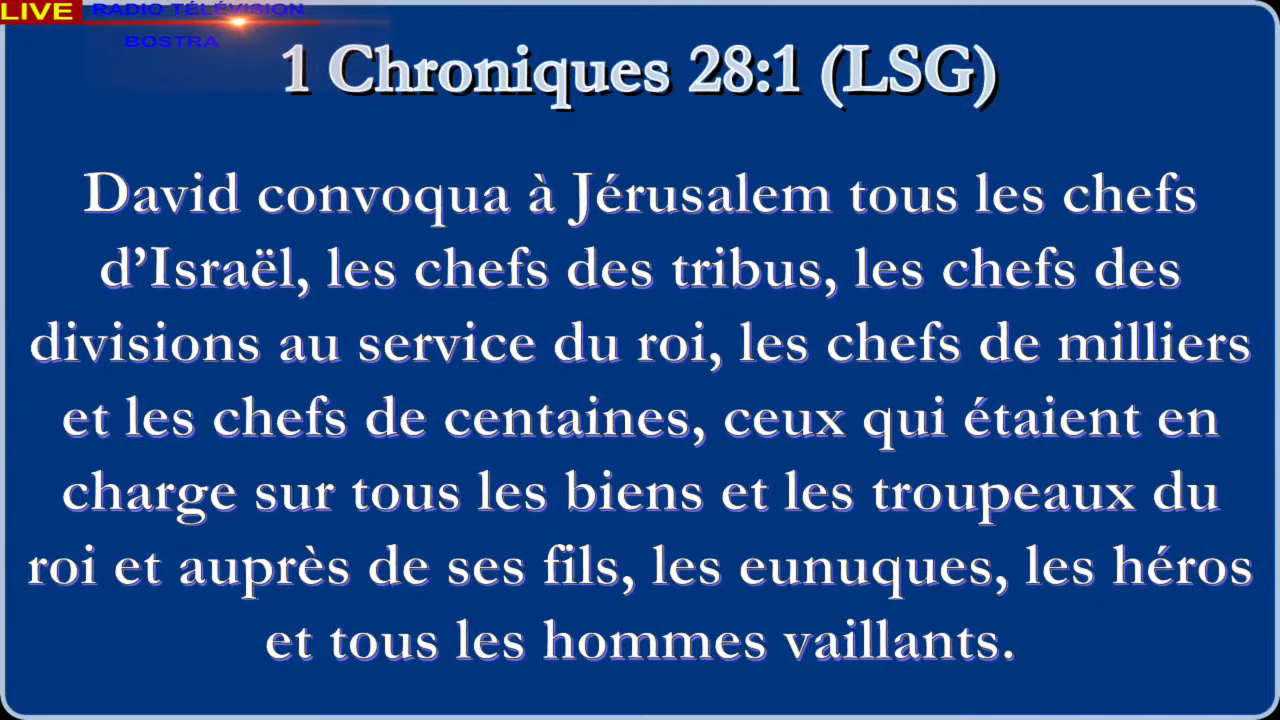 LIVE RADIO TÉLÉVISION
BOSTRA
1 Chroniques 28:1 (LSG)
David convoqua à Jérusalem tous les chefs
d’Israël, les chefs des tribus, les chefs des
divisions au service du roi, les chefs de milliers
et les chefs de centaines, ceux qui étaient en
charge sur tous les biens et les troupeaux du
roi et auprès de ses fils, les eunuques, les héros
et tous les hommes vaillants.